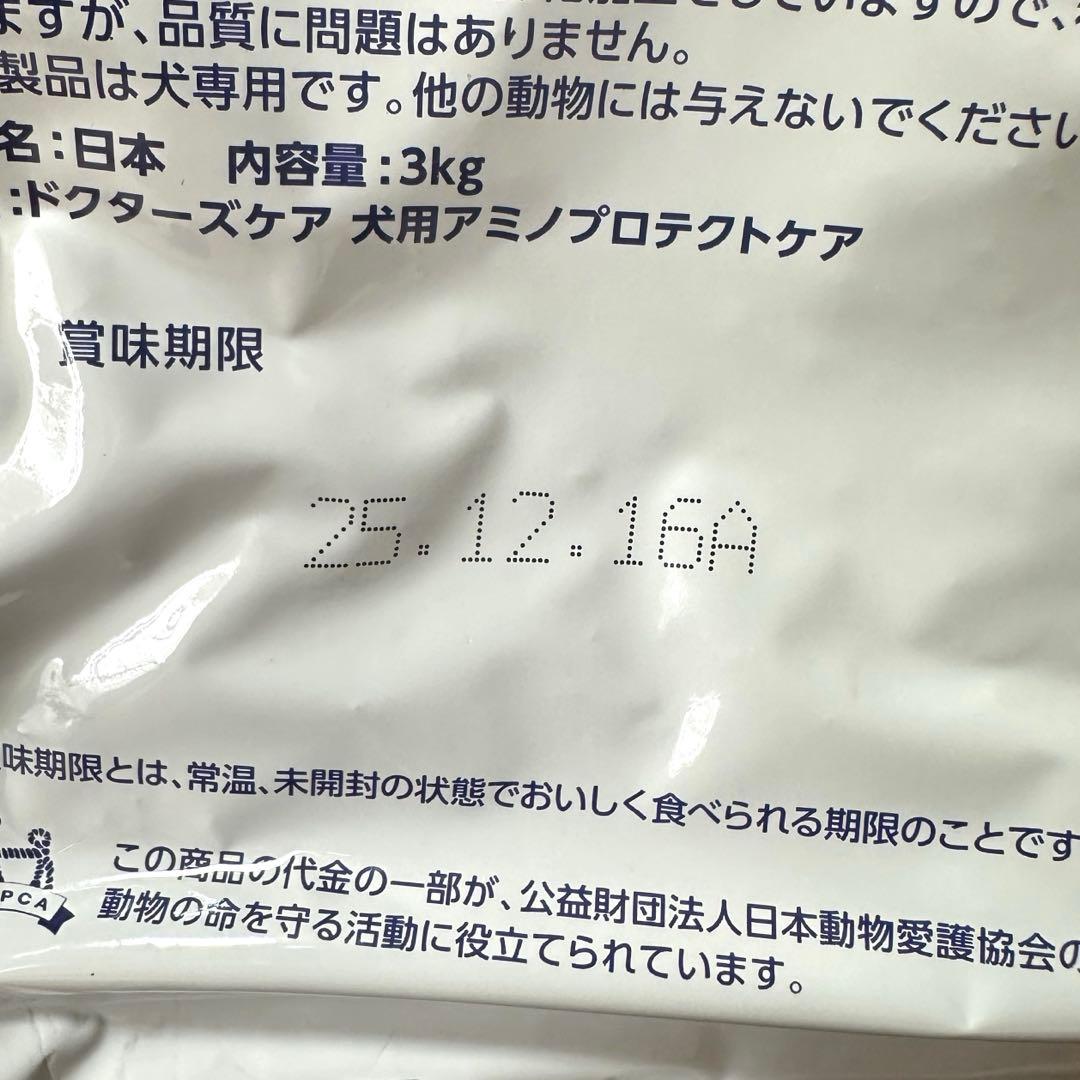 ますが、品質に問題はありません。
製品は犬専用です。他の動物には与えないでください
名：日本　内容量：3kg
：ドクターズケア 犬用アミノプロテクトケア
賞味期限
25.12.16A
味期限とは、常温、未開封の状態でおいしく食べられる期限のことです
PCA
この商品の代金の一部が、公益財団法人日本動物愛護協会の
動物の命を守る活動に役立てられています。